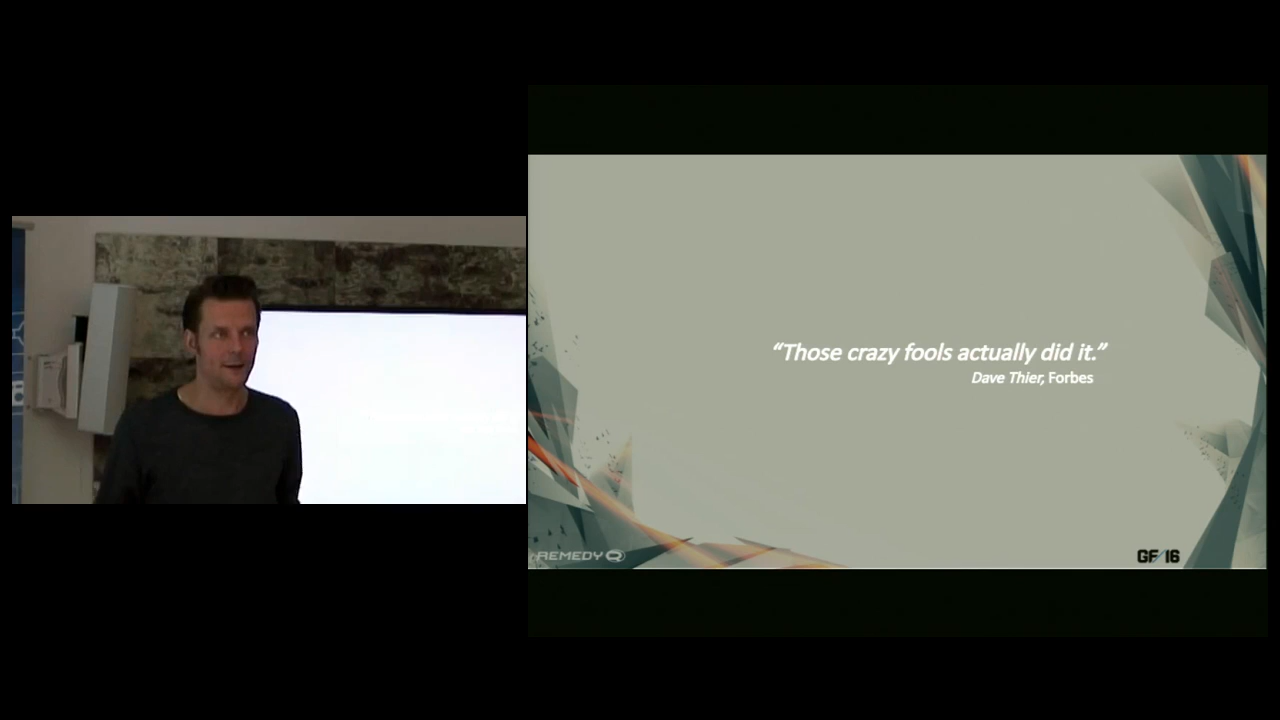 “Those crazy fools actually did it.”
Dave Thier, Forbes
REMEDY
GF/16